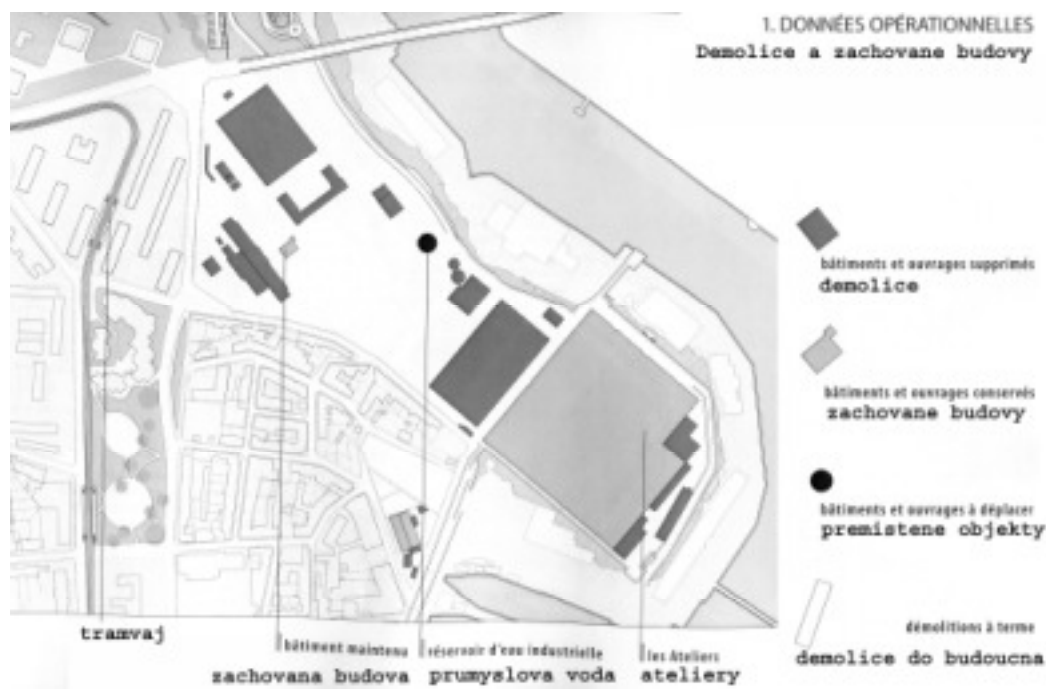 1. DONNÉES OPÉRATIONNELLES
Demolice a zachovane budovy
bâtiments et ouvrages supprimés
demolice
bâtiments et ouvrages conservés
zachovane budovy
bâtiments et ouvrages à déplacer
premistene objekty
démolitions à terme
demolice do budoucna
tramvaj
bâtiment maintenu
zachovana budova
réservoir d'eau industrielle
prumyslova voda
les Ateliers
ateliery